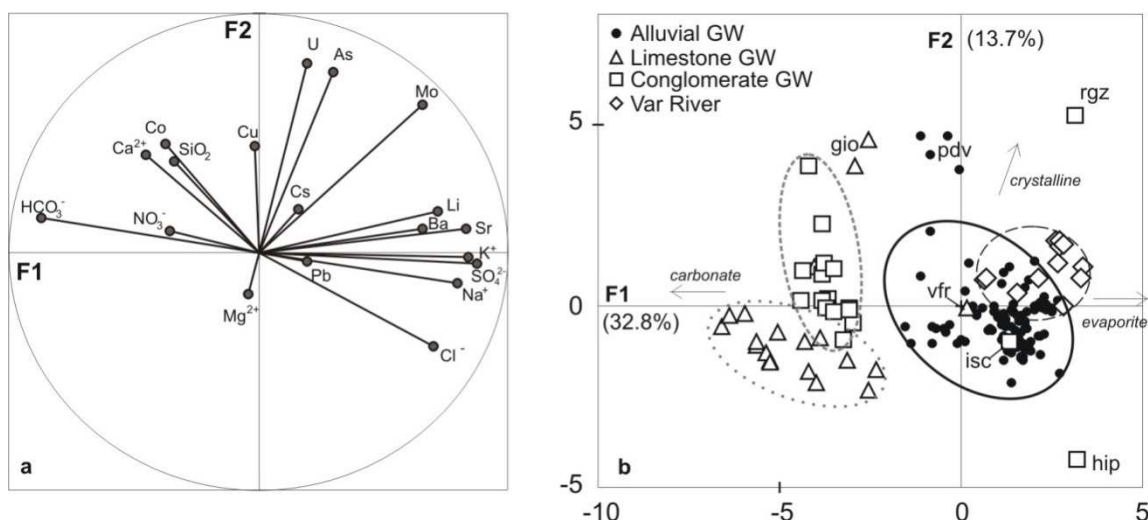 F2
U
As
Mo
Co
Cu
Ca2+
SiO2
Cs
HCO3-
Li
NO3-
Ba
Sr
K+
F1
Pb
SO42-
Na+
Mg2+
Cl-
a
b
Alluvial GW
F2 (13.7%)
Limestone GW
Conglomerate GW
Var River
rgz
5
gio
pdv
crystalline
carbonate
vfr
F1
0
(32.8%)
evaporite
isc
hip
-5
-10
-5
0
5